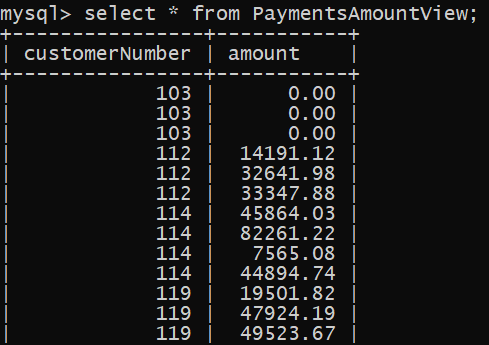 mysql> select * from PaymentsAmountView;
+----------------+-----------+
| customerNumber | amount    |
+----------------+-----------+
|            103 |      0.00 |
|            103 |      0.00 |
|            103 |      0.00 |
|            112 |  14191.12 |
|            112 |  32641.98 |
|            112 |  33347.88 |
|            114 |  45864.03 |
|            114 |  82261.22 |
|            114 |   7565.08 |
|            114 |  44894.74 |
|            119 |  19501.82 |
|            119 |  47924.19 |
|            119 |  49523.67 |